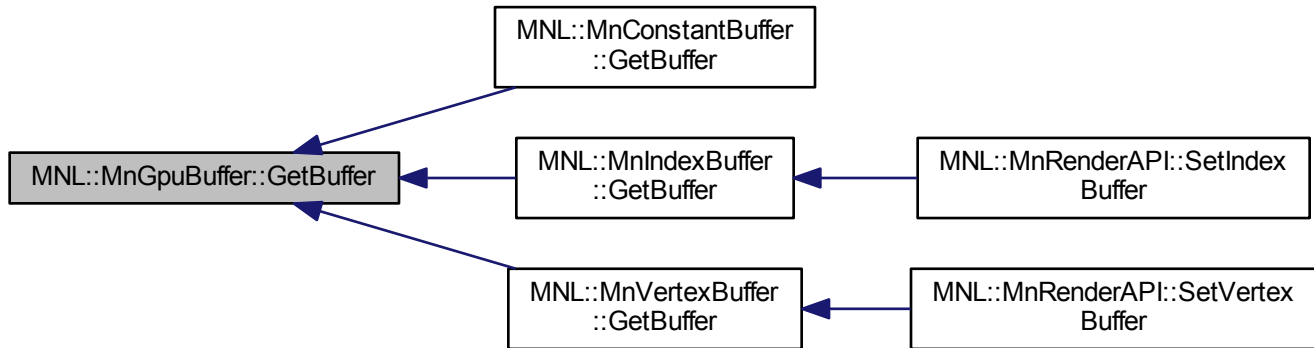 MNL::MnConstantBuffer
::GetBuffer
MNL::MnGpuBuffer::GetBuffer
MNL::MnIndexBuffer
::GetBuffer
MNL::MnRenderAPI::SetIndex
Buffer
MNL::MnVertexBuffer
::GetBuffer
MNL::MnRenderAPI::SetVertex
Buffer